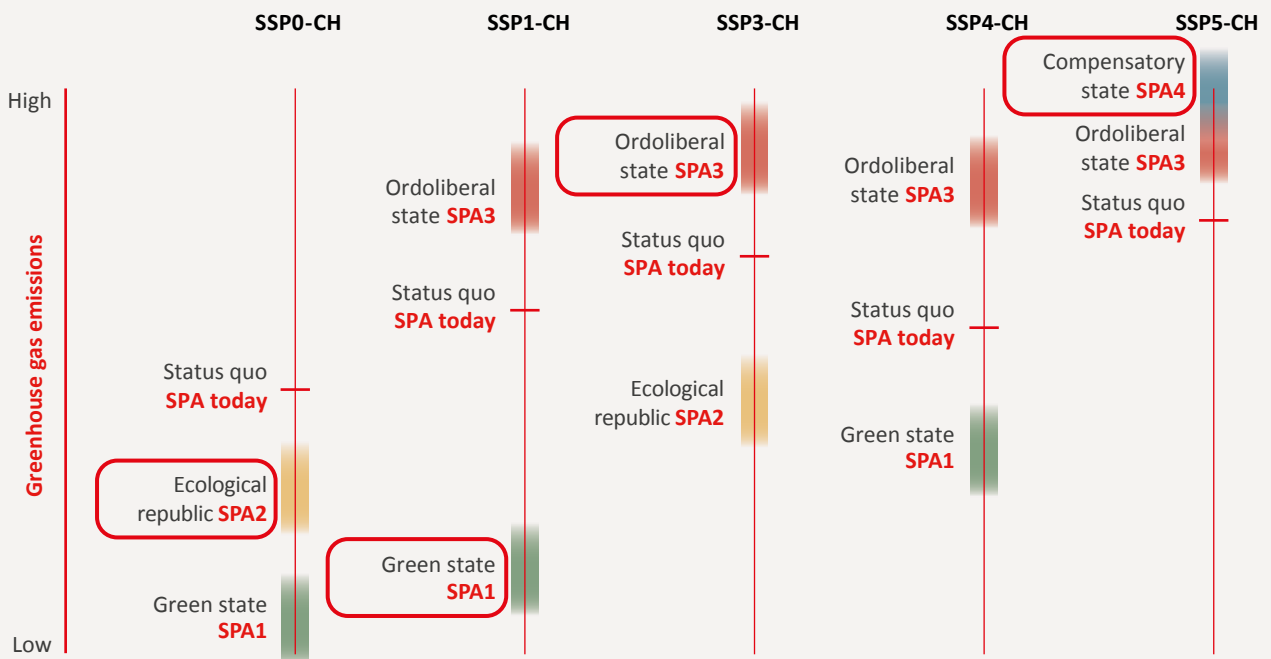 SSP0-CH
SSP1-CH
SSP3-CH
SSP4-CH
SSP5-CH
High
Greenhouse gas emissions
Low
Status quo
SPA today
Ecological
republic SPA2
Green state
SPA1
Ordoliberal
state SPA3
Status quo
SPA today
Green state
SPA1
Ordoliberal
state SPA3
Status quo
SPA today
Ecological
republic SPA2
Ordoliberal
state SPA3
Status quo
SPA today
Green state
SPA1
Compensatory
state SPA4
Ordoliberal
state SPA3
Status quo
SPA today